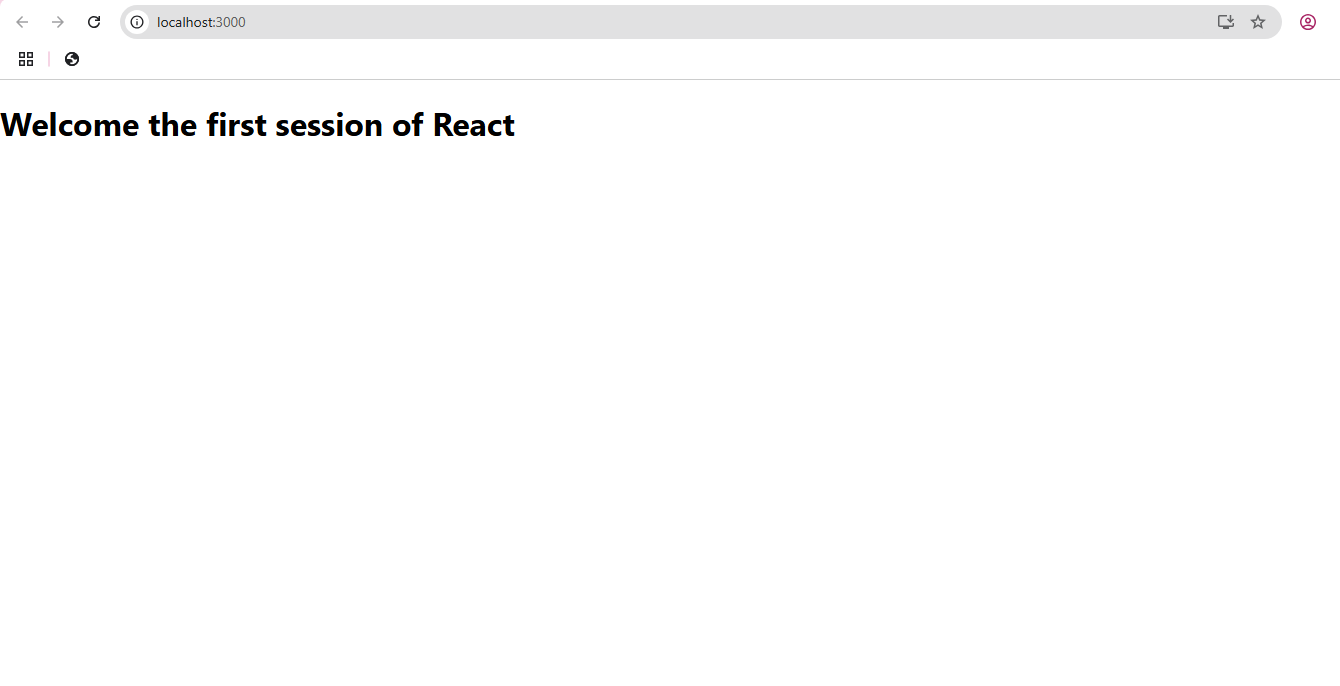 localhost:3000
Welcome the first session of React